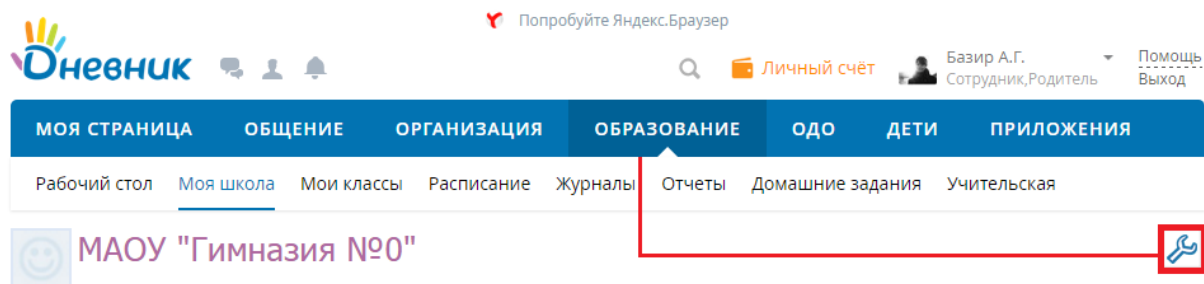 Попробуйте Яндекс.Браузер
Дневник
Личный счёт
Базир А.Г.
Сотрудник,Родитель
Помощь
Выход
МОЯ СТРАНИЦА ОБЩЕНИЕ ОРГАНИЗАЦИЯ ОБРАЗОВАНИЕ ОДО ДЕТИ ПРИЛОЖЕНИЯ
Рабочий стол Моя школа Мои классы Расписание Журналы Отчеты Домашние задания Учительская
МАОУ "Гимназия №0"